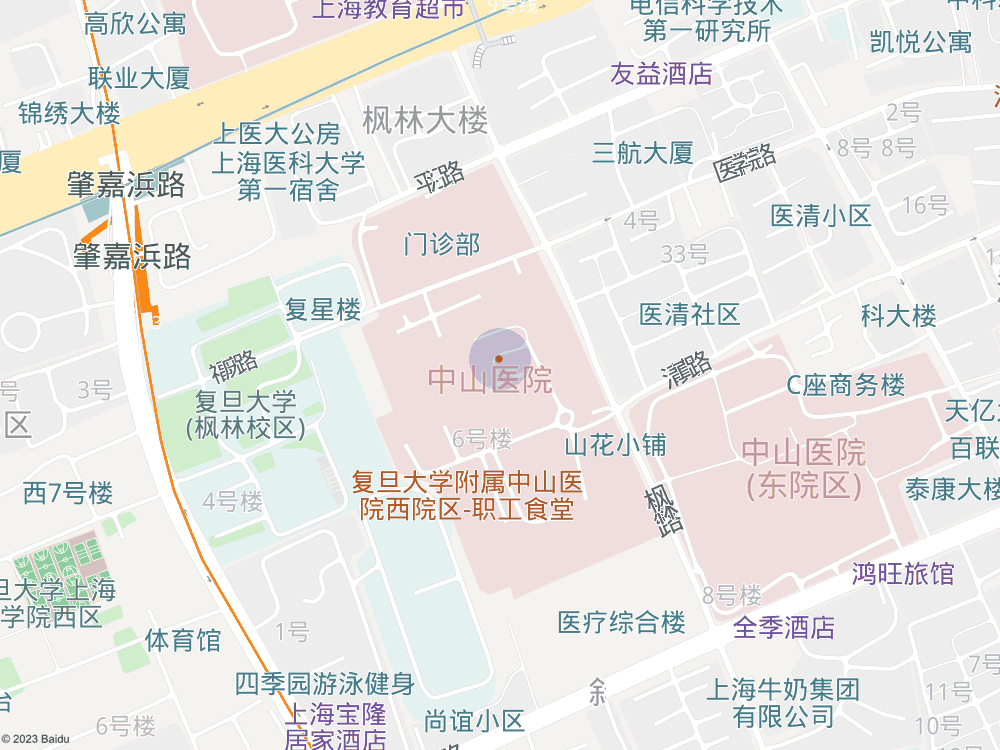 上海教育超市
9号线
电信科学技术
第一研究所
高欣公寓
凯悦公寓
联业大厦
友益酒店
锦绣大楼
枫林大楼
2号
上医大公房
三航大厦
8号 8号
厦
上海医科大学
第一宿舍
医学院路
肇嘉浜路
平江路
16号
医清小区
4号
门诊部
33号
肇嘉浜路
复星楼
医清社区
科大楼
2
中山医院
清真路
C座商务楼
3号
号
复旦大学
(枫林校区)
天亿大
区
6号楼
山花小铺
百联
中山医院
(东院区)
复旦大学附属中山医
院西院区-职工食堂
西7号楼
4号楼
泰康大楼
枫林路
旦大学上海
学院西区
鸿旺旅馆
8号楼
医疗综合楼
全季酒店
1号
体育馆
7号
四季园游泳健身
11号
上海牛奶集团
有限公司
台
6号楼
上海宝隆
居家酒店
尚谊小区
10号
路
© 2023 Baidu